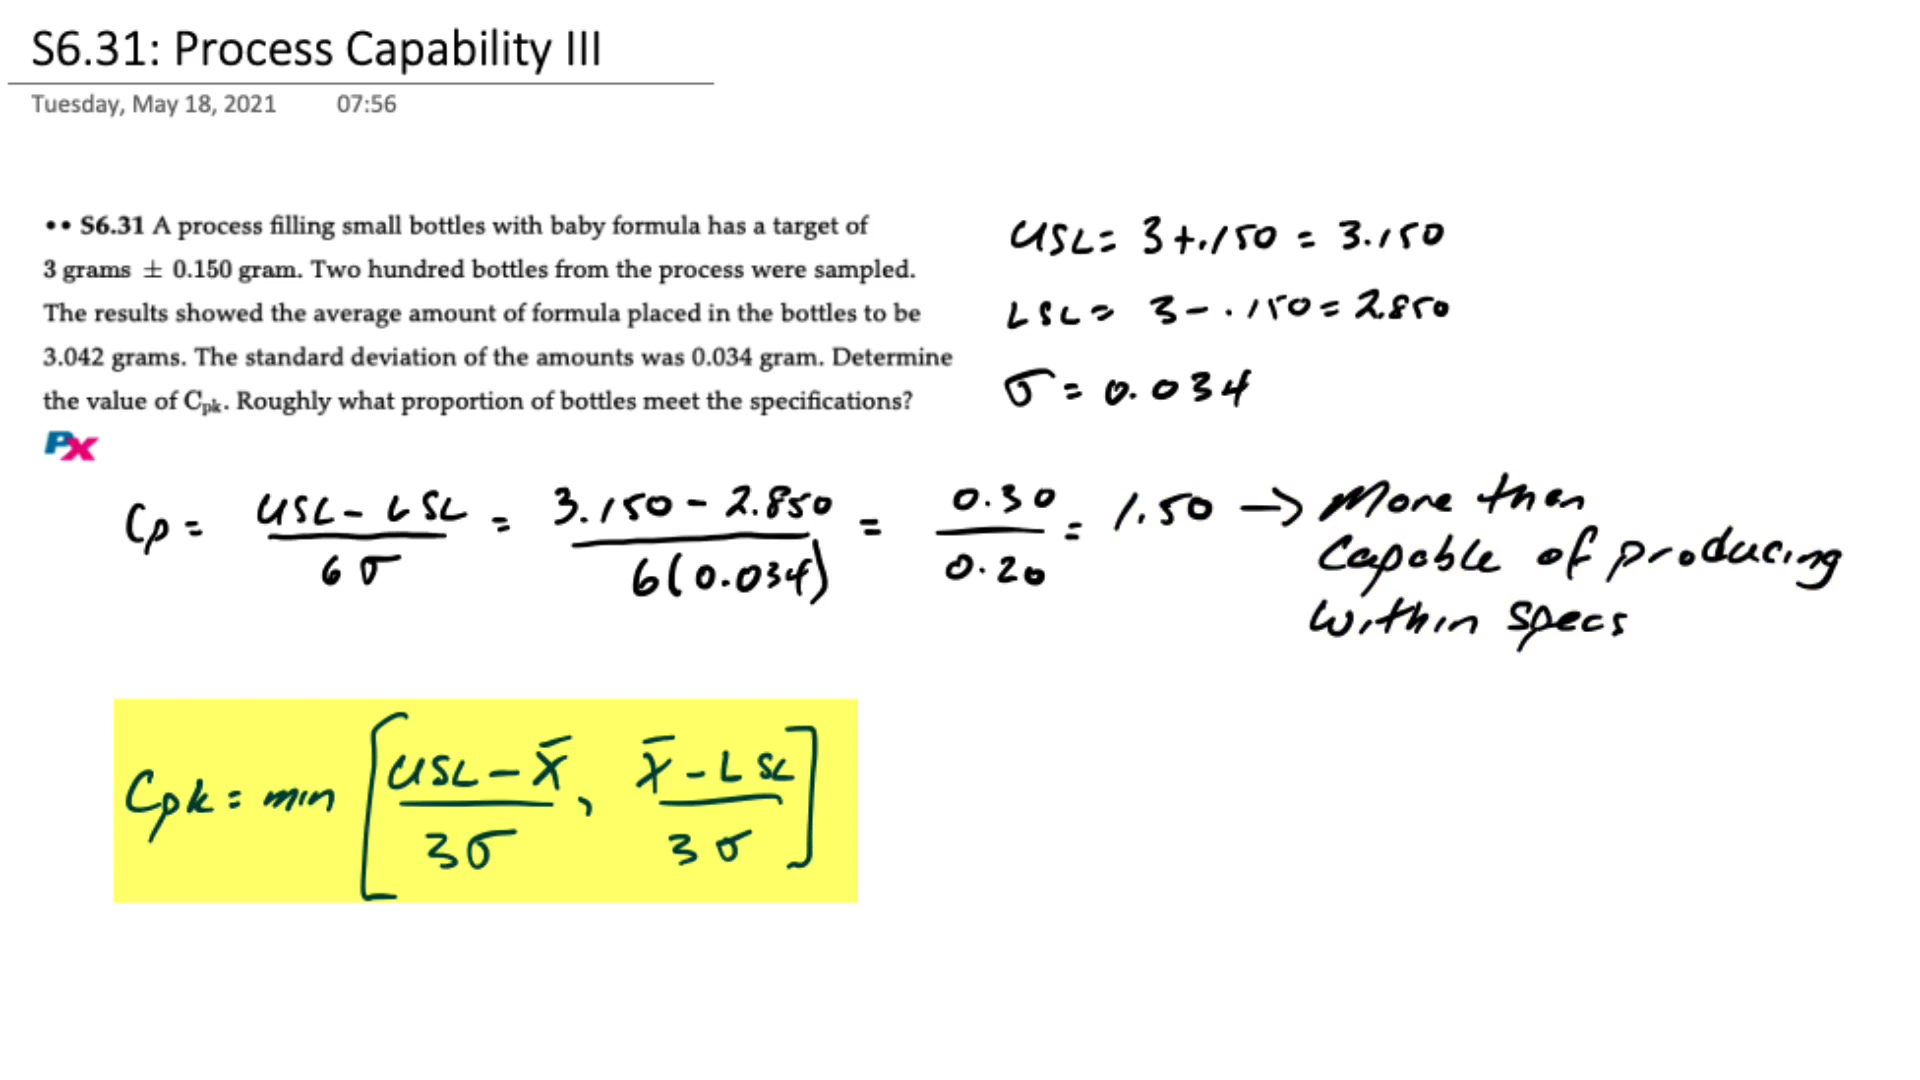 S6.31: Process Capability III
Tuesday, May 18, 2021 07:56
•• S6.31 A process filling small bottles with baby formula has a target of
3 grams ± 0.150 gram. Two hundred bottles from the process were sampled.
The results showed the average amount of formula placed in the bottles to be
3.042 grams. The standard deviation of the amounts was 0.034 gram. Determine
the value of Cpk. Roughly what proportion of bottles meet the specifications?
PX
USL = 3 + .150 = 3.150
LSL = 3 - .150 = 2.850
σ = 0.034
Cp = USL - LSL / 6σ = 3.150 - 2.850 / 6(0.034) = 0.30 / 0.20 = 1.50 → More than
capable of producing
within specs
Cpk = min [USL - X̄ / 3σ, X̄ - LSL / 3σ]